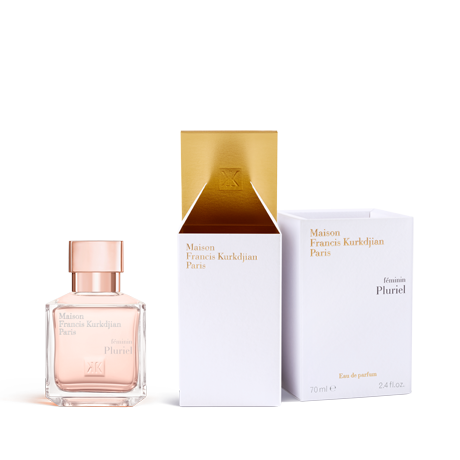 Maison
Francis Kurkdjian
Paris
féminin
Pluriel
Maison
Francis Kurkdjian
Paris
Maison
Francis Kurkdjian
Paris
féminin
Pluriel
Eau de parfum
70 ml ℮ 2.4 fl.oz.